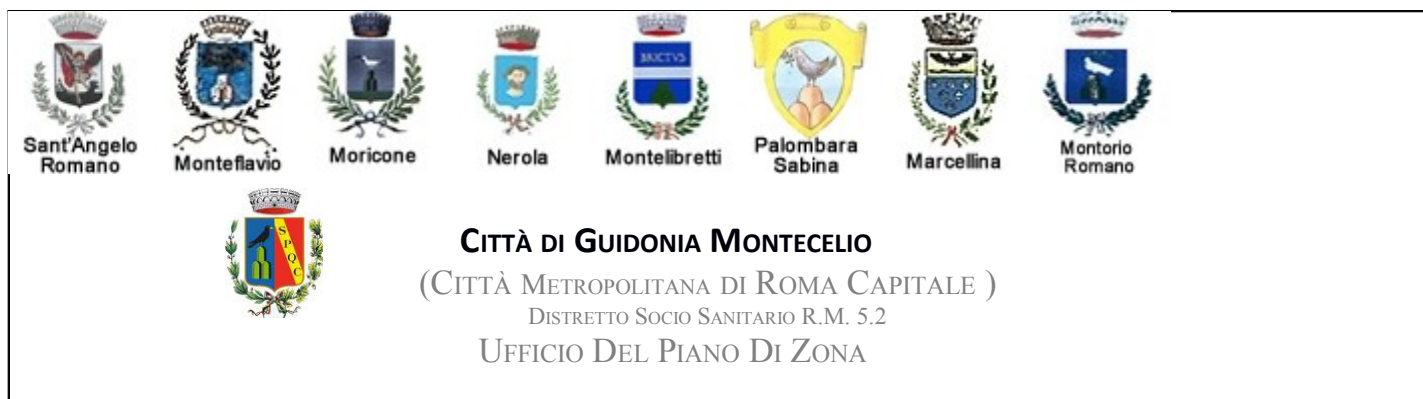 Sant'Angelo
Romano
Monteflavio
Moricone
Nerola
BRICTVS
Montelibretti
Palombara
Sabina
Marcellina
Montorio
Romano
S
P
Q
C
CITTÀ DI GUIDONIA MONTECELIO
(CITTÀ METROPOLITANA DI ROMA CAPITALE )
DISTRETTO SOCIO SANITARIO R.M. 5.2
UFFICIO DEL PIANO DI ZONA